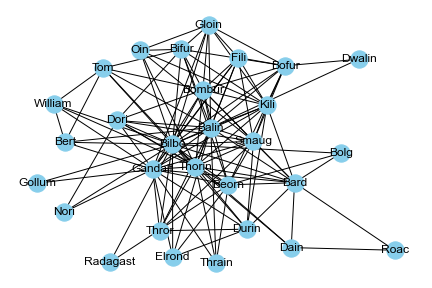 Gloin
Oin
Bifur
Fili
Bofur
Dwalin
Tom
Bombur
William
Kili
Dori
Balin
Bert
Bilbo
Smaug
Bolg
Gandalf
Thorin
Gollum
Beorn
Bard
Nori
Thror
Durin
Dain
Roac
Radagast
Elrond
Thrain